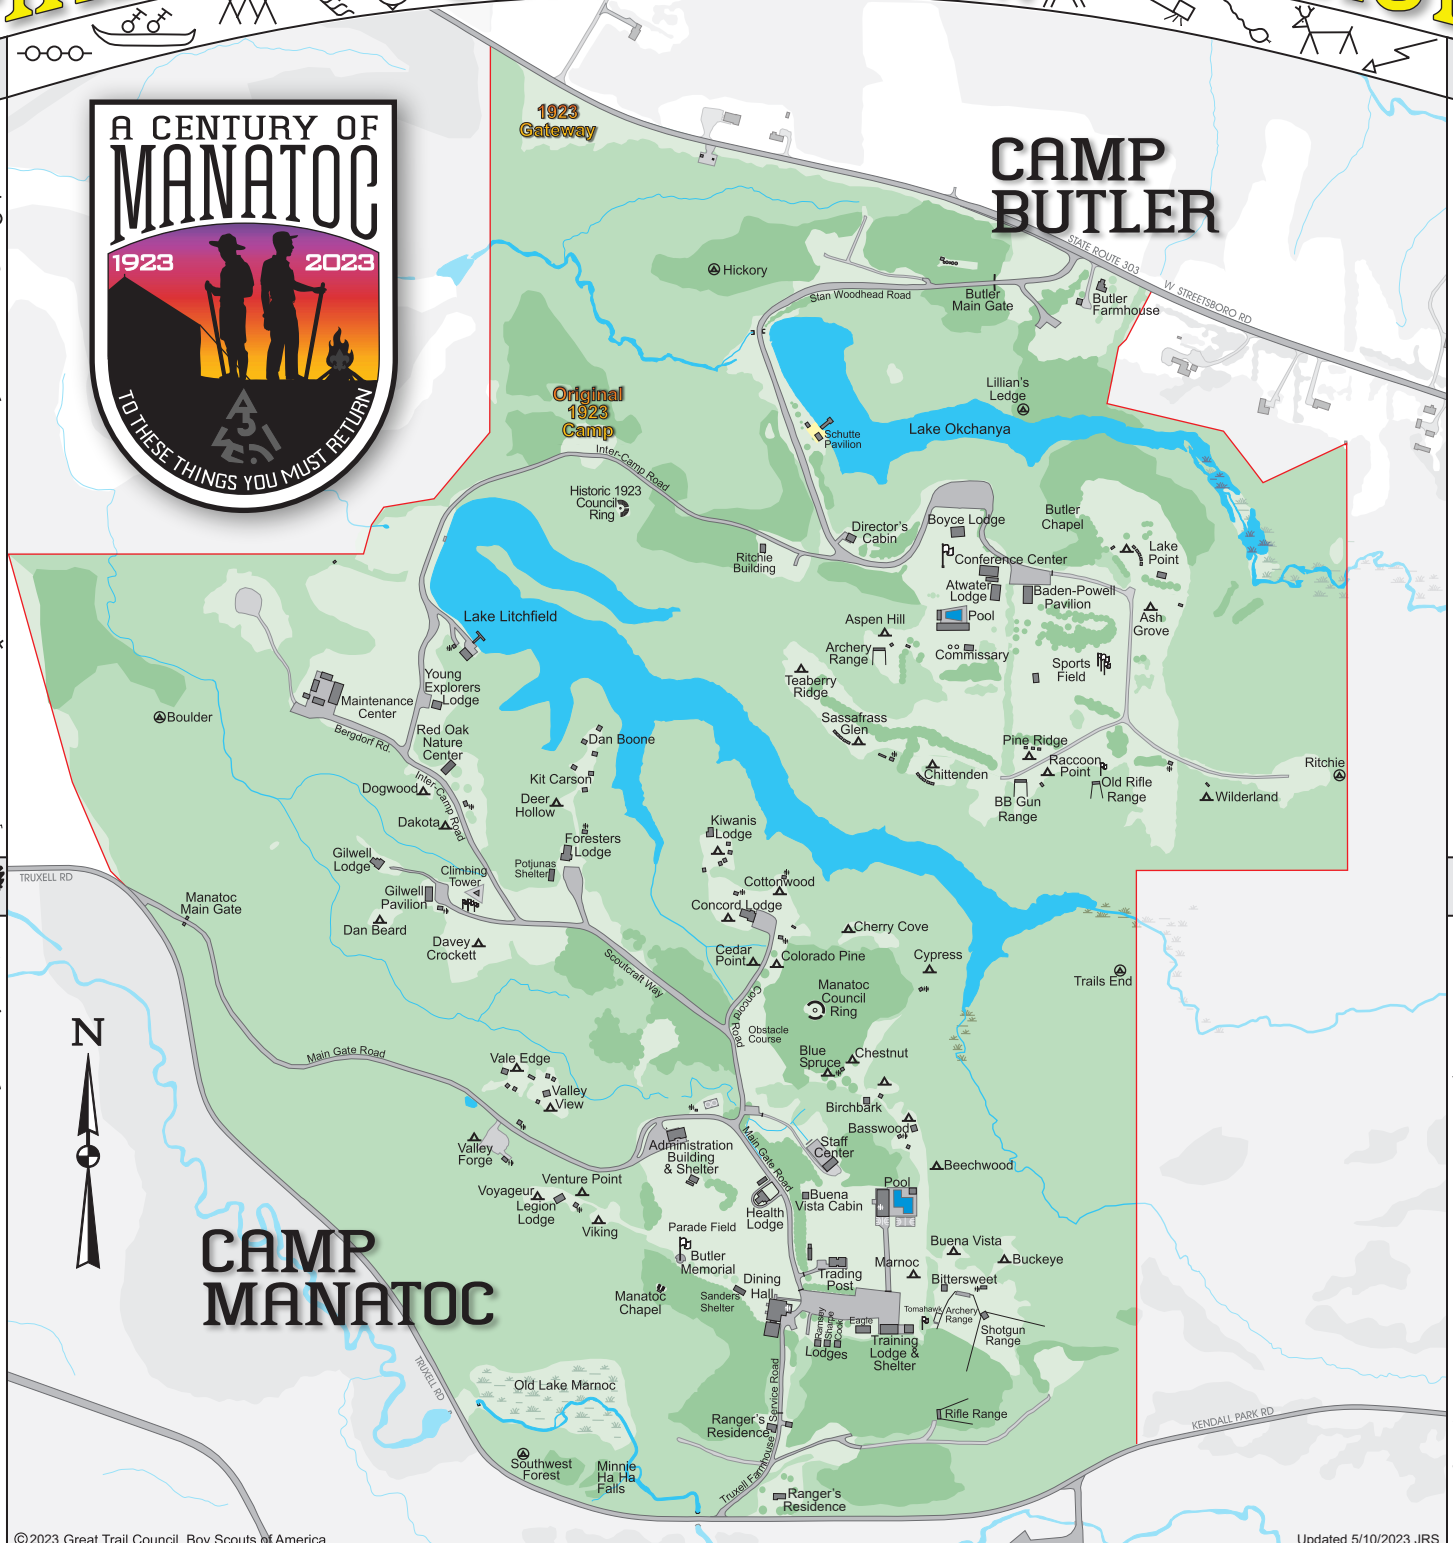 A CENTURY OF
MANATOC
1923 2023
TO THESE THINGS YOU MUST RETURN
1923
Gateway
CAMP
BUTLER
STATE ROUTE 303
W STREETSBORO RD
Hickory
Stan Woodhead Road
Butler
Main Gate
Butler
Farmhouse
Original
1923
Camp
Lillian's
Ledge
Lake Okchanya
Schutte
Pavilion
Inter-Camp Road
Historic 1923
Council
Ring
Ritchie
Building
Director's
Cabin
Boyce Lodge
Butler
Chapel
Lake
Point
Conference Center
Atwater
Lodge
Baden-Powell
Pavilion
Pool
Ash
Grove
Aspen Hill
Archery
Range
Commissary
Sports
Field
Teaberry
Ridge
Sassafrass
Glen
Chittenden
Pine Ridge
Raccoon
Point
BB Gun
Range
Old Rifle
Range
Wilderland
Ritchie
Lake Litchfield
Young
Explorers
Lodge
Maintenance
Center
Bergdorf Rd.
Boulder
Red Oak
Nature
Center
Inter-Camp Road
Dogwood
Dakota
Dan Boone
Kit Carson
Deer
Hollow
Foresters
Lodge
Potjunas
Shelter
Gilwell
Lodge
Climbing
Tower
Gilwell
Pavilion
Dan Beard
Davey
Crockett
Kiwanis
Lodge
Cottonwood
Concord Lodge
Cherry Cove
Cedar
Point
Colorado Pine
Cypress
Trails End
TRUXELL RD
Manatoc
Main Gate
Scoutcraft Way
Concord Road
Manatoc
Council
Ring
Obstacle
Course
Blue
Spruce
Chestnut
N
Main Gate Road
Vale Edge
Valley
View
Valley
Forge
Birchbark
Basswood
Administration
Building
& Shelter
Main Gate Road
Staff
Center
Beechwood
Venture Point
Voyageur
Legion
Lodge
Viking
Pool
Buena
Vista Cabin
Health
Lodge
Parade Field
Butler
Memorial
CAMP
MANATOC
Buena Vista
Buckeye
Marnoc
Bittersweet
Trading
Post
Dining
Hall
Sanders
Shelter
Manatoc
Chapel
Tomahawk
Archery
Range
Shotgun
Range
Ramsey
Sharpe
Cook
Lodges
Eagle
Training
Lodge &
Shelter
TRUXELL RD
Old Lake Marnoc
Southwest
Forest
Minnie
Ha Ha
Falls
Ranger's
Residence
Truxell Farmhouse Service Road
Rifle Range
Ranger's
Residence
KENDALL PARK RD
©2023 Great Trail Council, Boy Scouts of America
Updated 5/10/2023 JRS